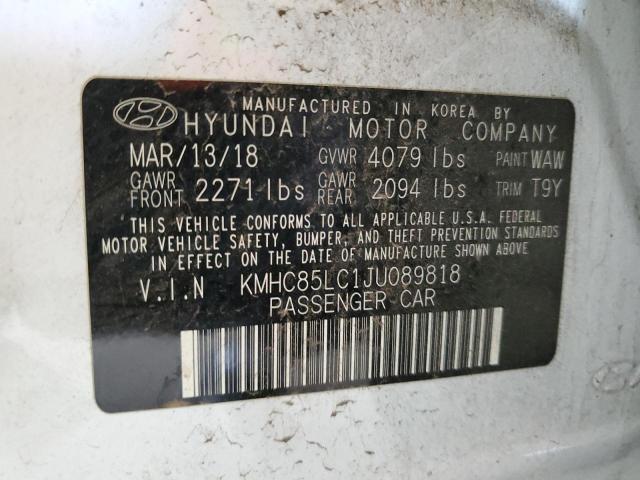 MANUFACTURED IN KOREA BY
HYUNDAI MOTOR COMPANY
MAR/13/18 GVWR 4079 lbs PAINT WAW
GAWR FRONT 2271 lbs GAWR REAR 2094 lbs TRIM T9Y
THIS VEHICLE CONFORMS TO ALL APPLICABLE U.S.A. FEDERAL
MOTOR VEHICLE SAFETY, BUMPER, AND THEFT PREVENTION STANDARDS
IN EFFECT ON THE DATE OF MANUFACTURE SHOWN ABOVE.
V.I.N KMHC85LC1JU089818
PASSENGER CAR